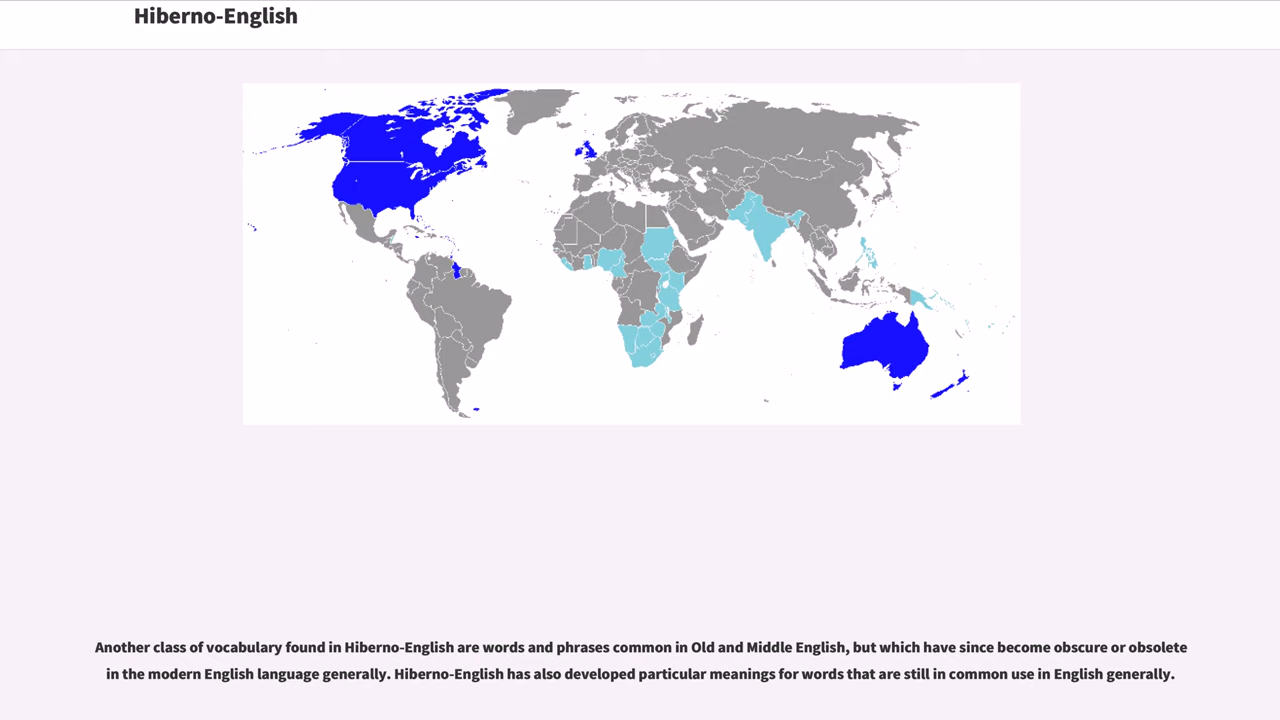 Hiberno-English
Another class of vocabulary found in Hiberno-English are words and phrases common in Old and Middle English, but which have since become obscure or obsolete
in the modern English language generally. Hiberno-English has also developed particular meanings for words that are still in common use in English generally.